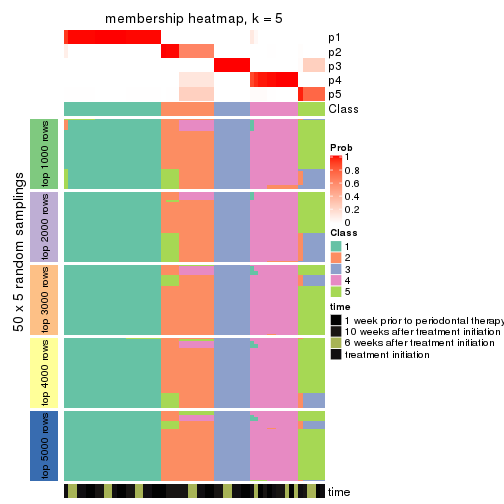 membership heatmap, k = 5
p1
p2
p3
p4
p5
Class
50 x 5 random samplings
top 1000 rows
top 2000 rows
top 3000 rows
top 4000 rows
top 5000 rows
time
Prob
1
0.8
0.6
0.4
0.2
0
Class
1
2
3
4
5
time
1 week prior to periodontal therapy
10 weeks after treatment initiation
6 weeks after treatment initiation
treatment initiation